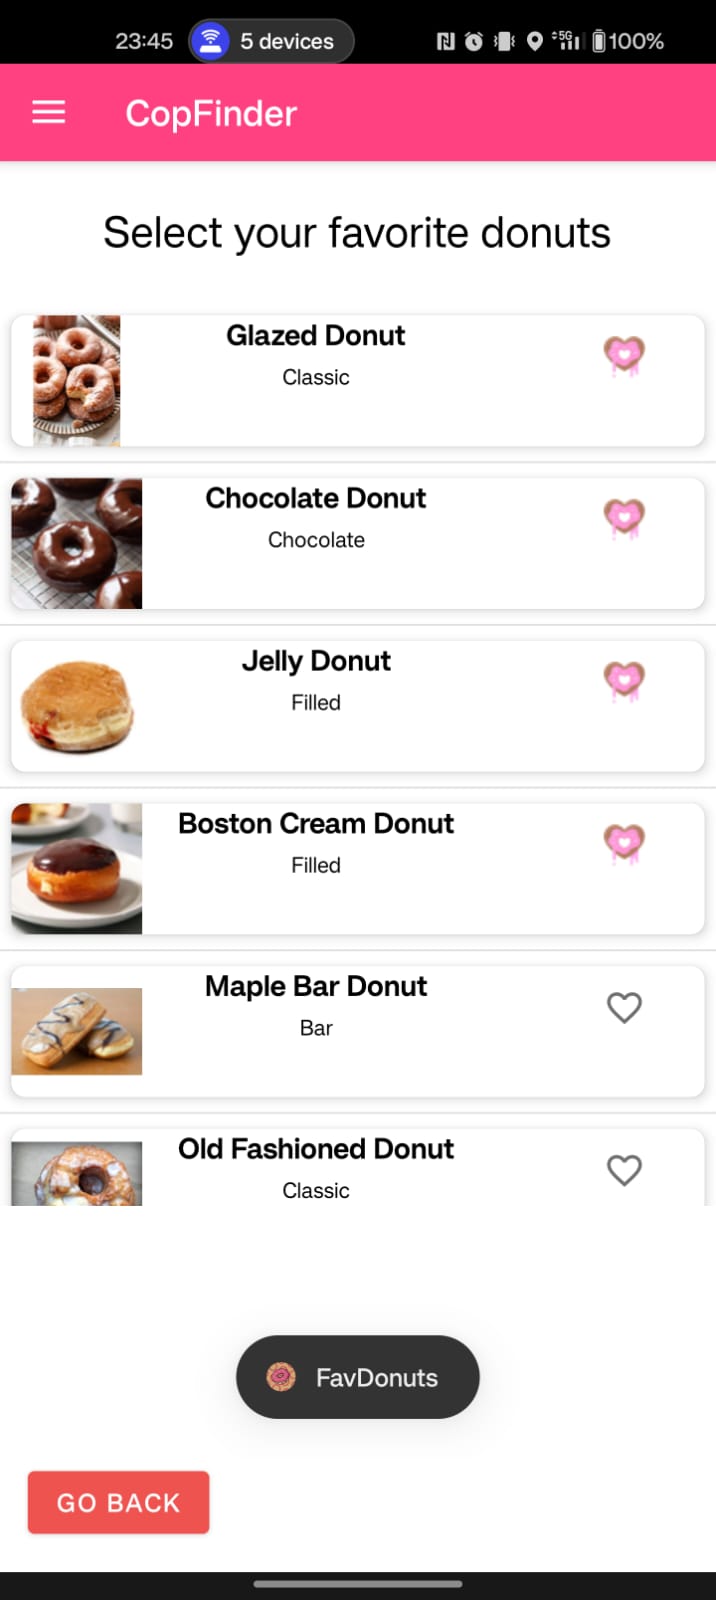 23:45 5 devices 5G 100%
CopFinder
Select your favorite donuts
Glazed Donut
Classic
Chocolate Donut
Chocolate
Jelly Donut
Filled
Boston Cream Donut
Filled
Maple Bar Donut
Bar
Old Fashioned Donut
Classic
FavDonuts
GO BACK